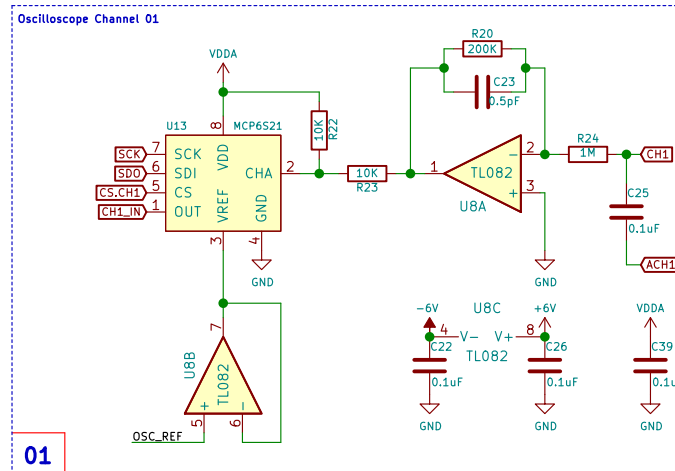 Oscilloscope Channel 01
R20
200K
VDDA
C23
0.5pF
U13
MCP6S21
8
10K
R22
R24
1M
SCK
7
SCK
VDD
CHA
2
10K
R23
1
TL082
−
2
CH1
SDO
6
SDI
+
3
CS.CH1
5
CS
U8A
C25
CH1_IN
1
OUT
VREF
GND
0.1uF
3
4
GND
GND
ACH1
-6V
U8C
+6V
VDDA
7
4
V-
V+
8
U8B
TL082
C22
TL082
C26
C39
0.1uF
0.1uF
+
−
GND
GND
GND
OSC_REF
5
6
01